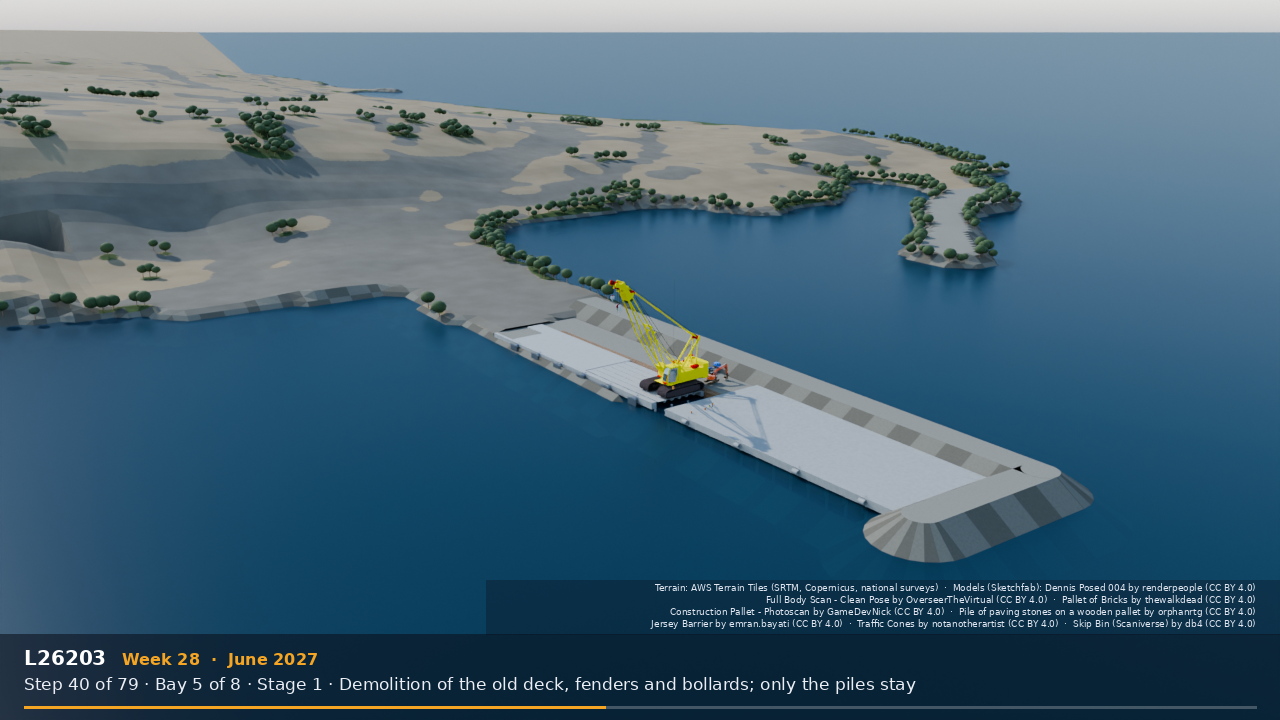 Terrain: AWS Terrain Tiles (SRTM, Copernicus, national surveys) · Models (Sketchfab): Dennis Posed 004 by renderpeople (CC BY 4.0)
Full Body Scan - Clean Pose by OverseerTheVirtual (CC BY 4.0) · Pallet of Bricks by thewalkdead (CC BY 4.0)
Construction Pallet - Photoscan by GameDevNick (CC BY 4.0) · Pile of paving stones on a wooden pallet by orphanrtg (CC BY 4.0)
Jersey Barrier by emran.bayati (CC BY 4.0) · Traffic Cones by notanotherartist (CC BY 4.0) · Skip Bin (Scaniverse) by db4 (CC BY 4.0)
L26203 Week 28 · June 2027
Step 40 of 79 · Bay 5 of 8 · Stage 1 · Demolition of the old deck, fenders and bollards; only the piles stay